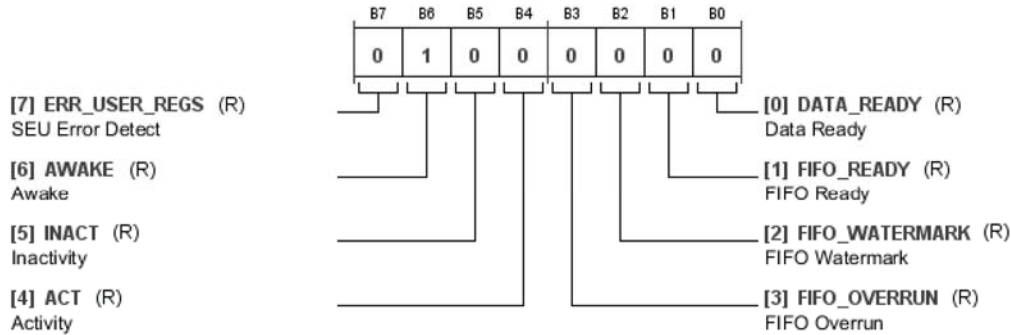 B7 B6 B5 B4 B3 B2 B1 B0
0 1 0 0 0 0 0 0
[7] ERR_USER_REGS (R)
SEU Error Detect
[6] AWAKE (R)
Awake
[5] INACT (R)
Inactivity
[4] ACT (R)
Activity
[0] DATA_READY (R)
Data Ready
[1] FIFO_READY (R)
FIFO Ready
[2] FIFO_WATERMARK (R)
FIFO Watermark
[3] FIFO_OVERRUN (R)
FIFO Overrun